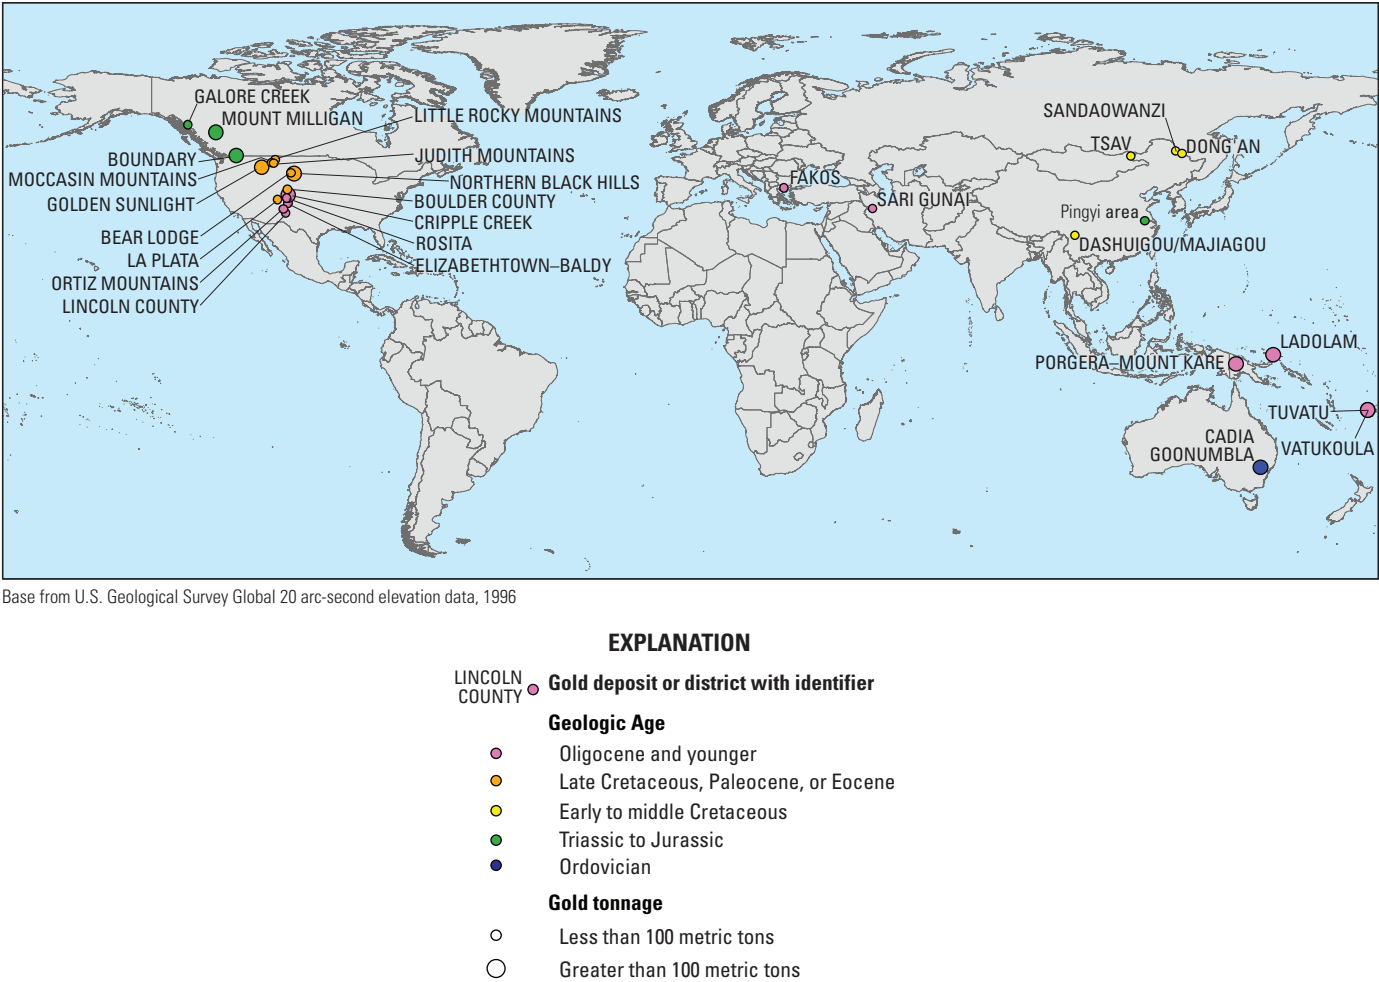 GALORE CREEK
MOUNT MILLIGAN
LITTLE ROCKY MOUNTAINS
BOUNDARY
JUDITH MOUNTAINS
MOCCASIN MOUNTAINS
NORTHERN BLACK HILLS
GOLDEN SUNLIGHT
BOULDER COUNTY
CRIPPLE CREEK
BEAR LODGE
ROSITA
LA PLATA
ELIZABETHTOWN–BALDY
ORTIZ MOUNTAINS
LINCOLN COUNTY
SANDAOWANZI
TSAV
DONG'AN
FAKOS
SARI GUNAI
Pingyi area
DASHUIGOU/MAJIAGOU
LADOLAM
PORGERA–MOUNT KARE
TUVATU
CADIA
GOONUMBLA
VATUKOULA
Base from U.S. Geological Survey Global 20 arc-second elevation data, 1996
EXPLANATION
LINCOLN
COUNTY
Gold deposit or district with identifier
Geologic Age
Oligocene and younger
Late Cretaceous, Paleocene, or Eocene
Early to middle Cretaceous
Triassic to Jurassic
Ordovician
Gold tonnage
Less than 100 metric tons
Greater than 100 metric tons